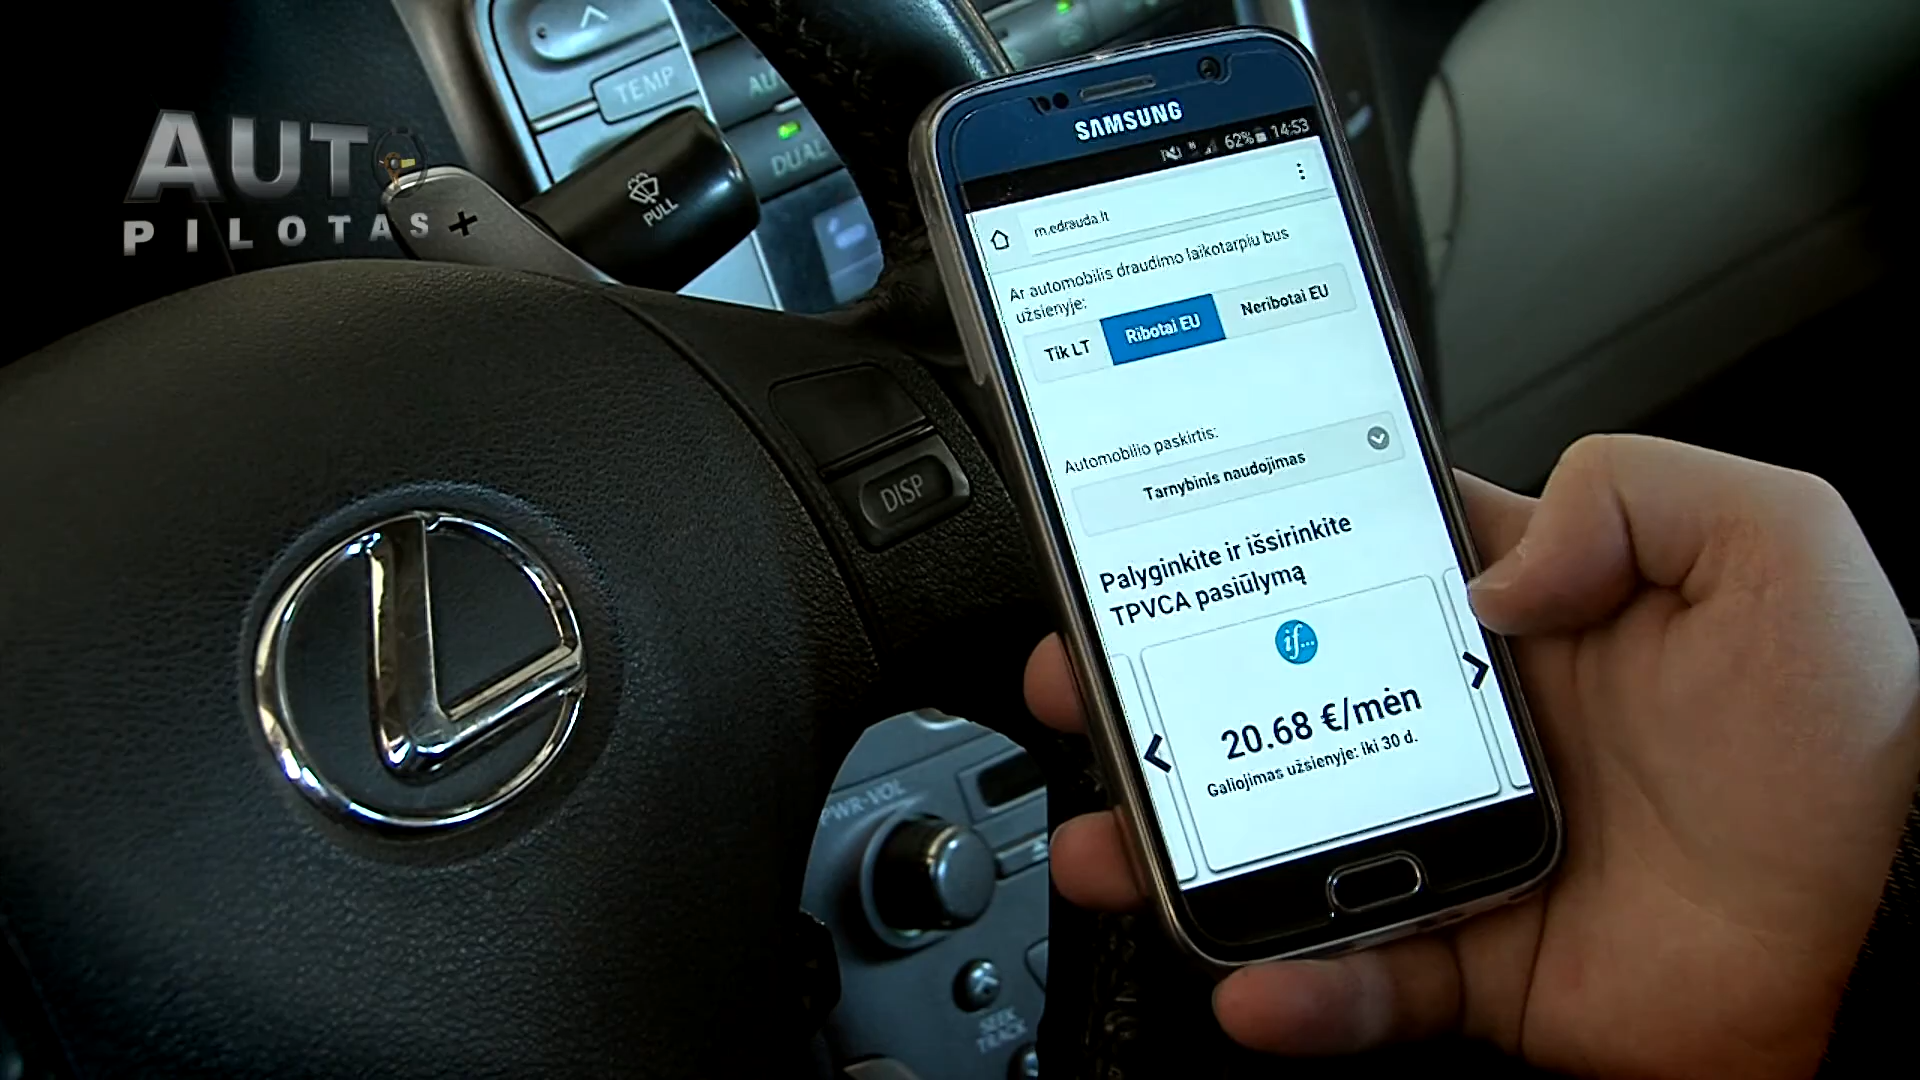 AUTO
PILOTAS+
TEMP
AU
DUAL
PULL
DISP
PWR-VOL
SEEK
TRACK
SAMSUNG
62% 14:53
m.edrauda.lt
Ar automobilis draudimo laikotarpiu bus
užsienyje:
Tik LT
Ribotai EU
Neribotai EU
Automobilio paskirtis:
Tarnybinis naudojimas
Palyginkite ir išsirinkite
TPVCA pasiūlymą
if...
20.68 €/mėn
Galiojimas užsienyje: Iki 30 d.